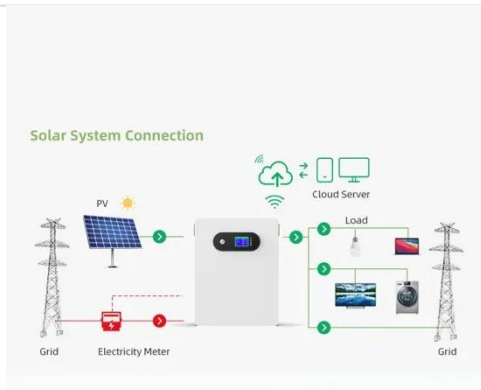 Solar System Connection
Cloud Server
PV
Load
Grid
Electricity Meter
Grid